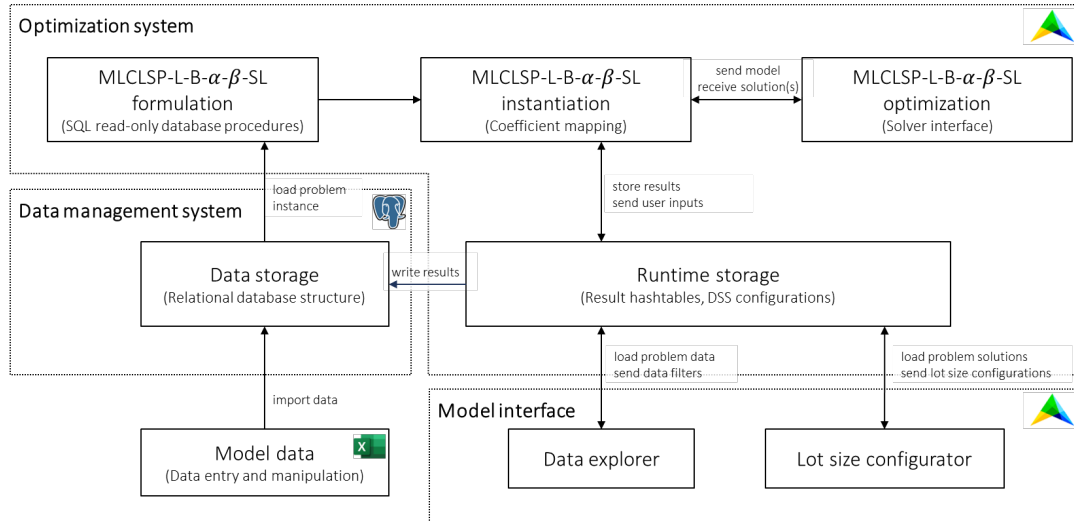 Optimization system
MLCLSP-L-B-α-β-SL
formulation
(SQL read-only database procedures)
MLCLSP-L-B-α-β-SL
instantiation
(Coefficient mapping)
send model
receive solution(s)
MLCLSP-L-B-α-β-SL
optimization
(Solver interface)
load problem
instance
store results
send user inputs
Data management system
Data storage
(Relational database structure)
write results
Runtime storage
(Result hashtables, DSS configurations)
load problem data
send data filters
load problem solutions
send lot size configurations
import data
Model interface
Model data
(Data entry and manipulation)
X
Data explorer
Lot size configurator